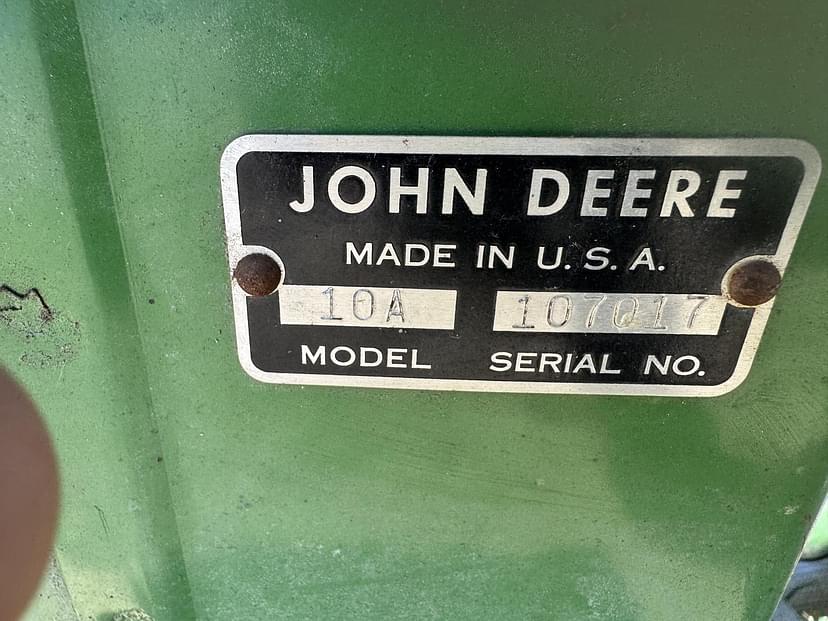 JOHN DEERE
MADE IN U.S.A.
10A 107017
MODEL SERIAL NO.